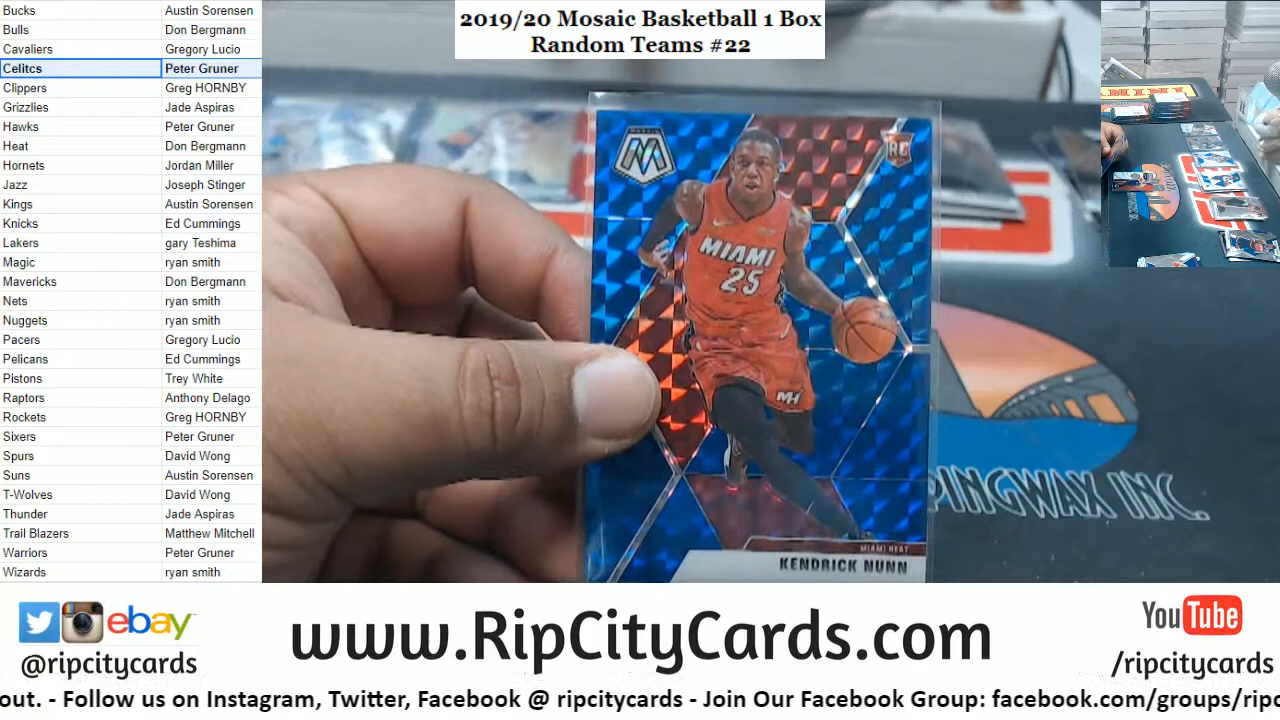 2019/20 Mosaic Basketball 1 Box
Random Teams #22
Bucks Austin Sorensen
Bulls Don Bergmann
Cavaliers Gregory Lucio
Celitcs Peter Gruner
Clippers Greg HORNBY
Grizzlies Jade Aspiras
Hawks Peter Gruner
Heat Don Bergmann
Hornets Jordan Miller
Jazz Joseph Stinger
Kings Austin Sorensen
Knicks Ed Cummings
Lakers gary Teshima
Magic ryan smith
Mavericks Don Bergmann
Nets ryan smith
Nuggets ryan smith
Pacers Gregory Lucio
Pelicans Ed Cummings
Pistons Trey White
Raptors Anthony Delago
Rockets Greg HORNBY
Sixers Peter Gruner
Spurs David Wong
Suns Austin Sorensen
T-Wolves David Wong
Thunder Jade Aspiras
Trail Blazers Matthew Mitchell
Warriors Peter Gruner
Wizards ryan smith
MOSAIC
RC
MIAMI
25
MIAMI HEAT
KENDRICK NUNN
PINGWAX INC.
ebay
@ripcitycards
www.RipCityCards.com
YouTube
/ripcitycards
out. - Follow us on Instagram, Twitter, Facebook @ ripcitycards - Join Our Facebook Group: facebook.com/groups/ripc